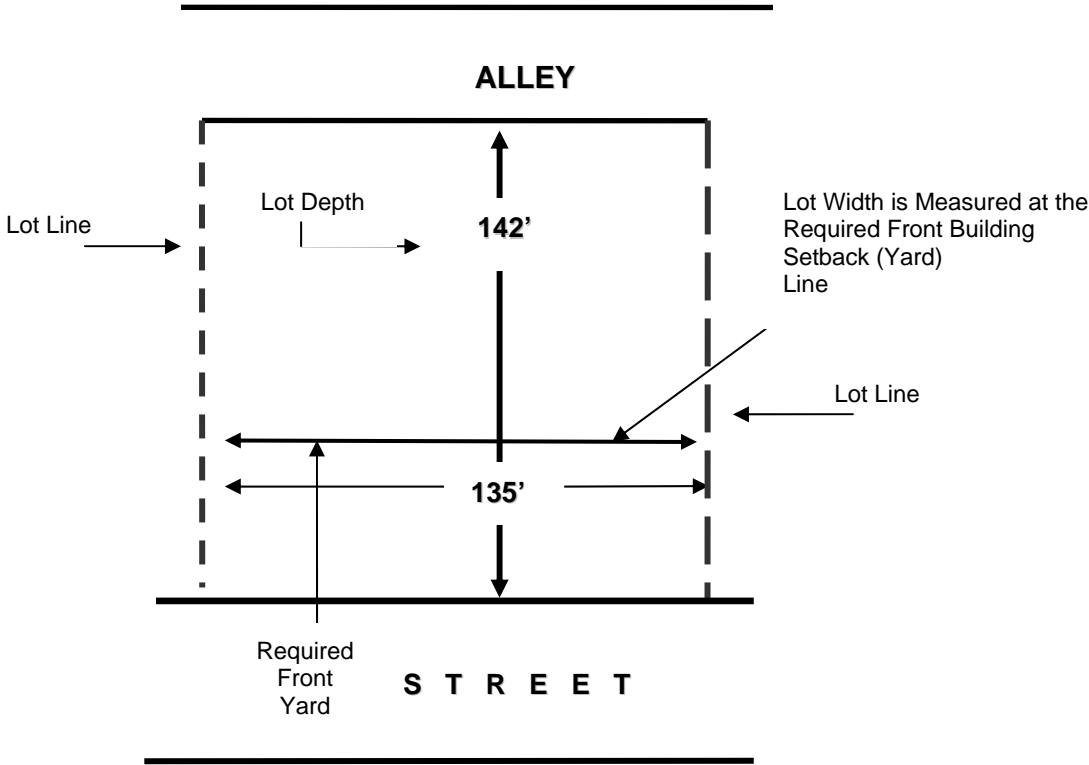 ALLEY
Lot Line
Lot Depth
142’
Lot Width is Measured at the
Required Front Building
Setback (Yard)
Line
Lot Line
135’
Required
Front
Yard
S T R E E T